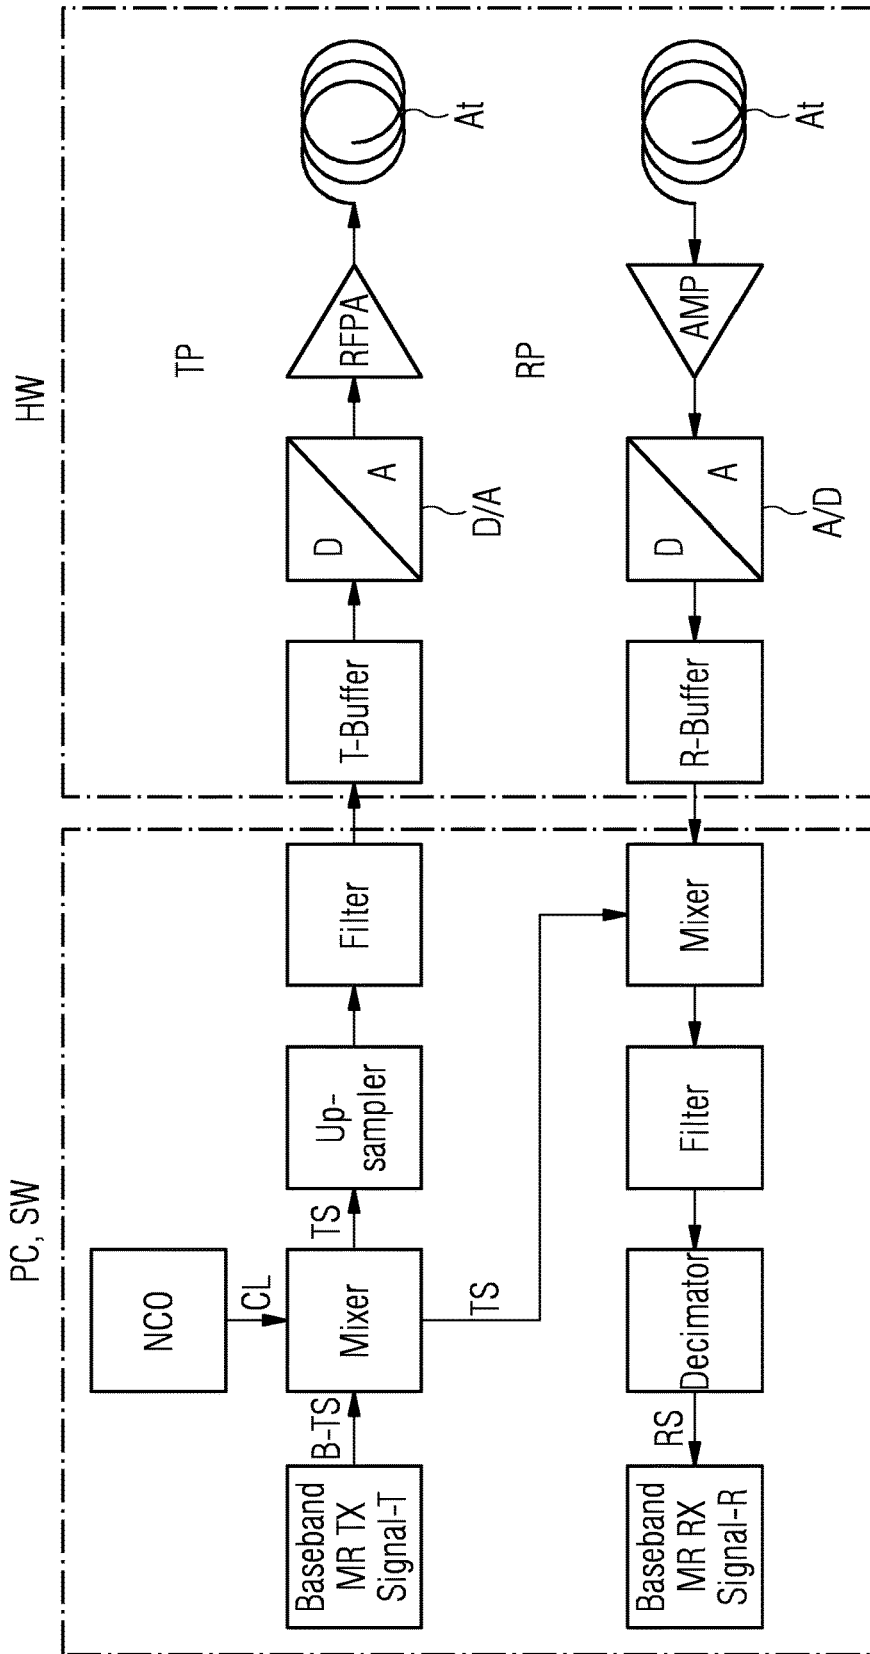 PC, SW
HW
NCO
CL
Baseband
MR TX
Signal-T
B-TS
Mixer
TS
Up-
sampler
Filter
T-Buffer
D
A
D/A
RFPA
At
TP
TS
RP
Baseband
MR RX
Signal-R
RS
Decimator
Filter
Mixer
R-Buffer
D
A
A/D
AMP
At